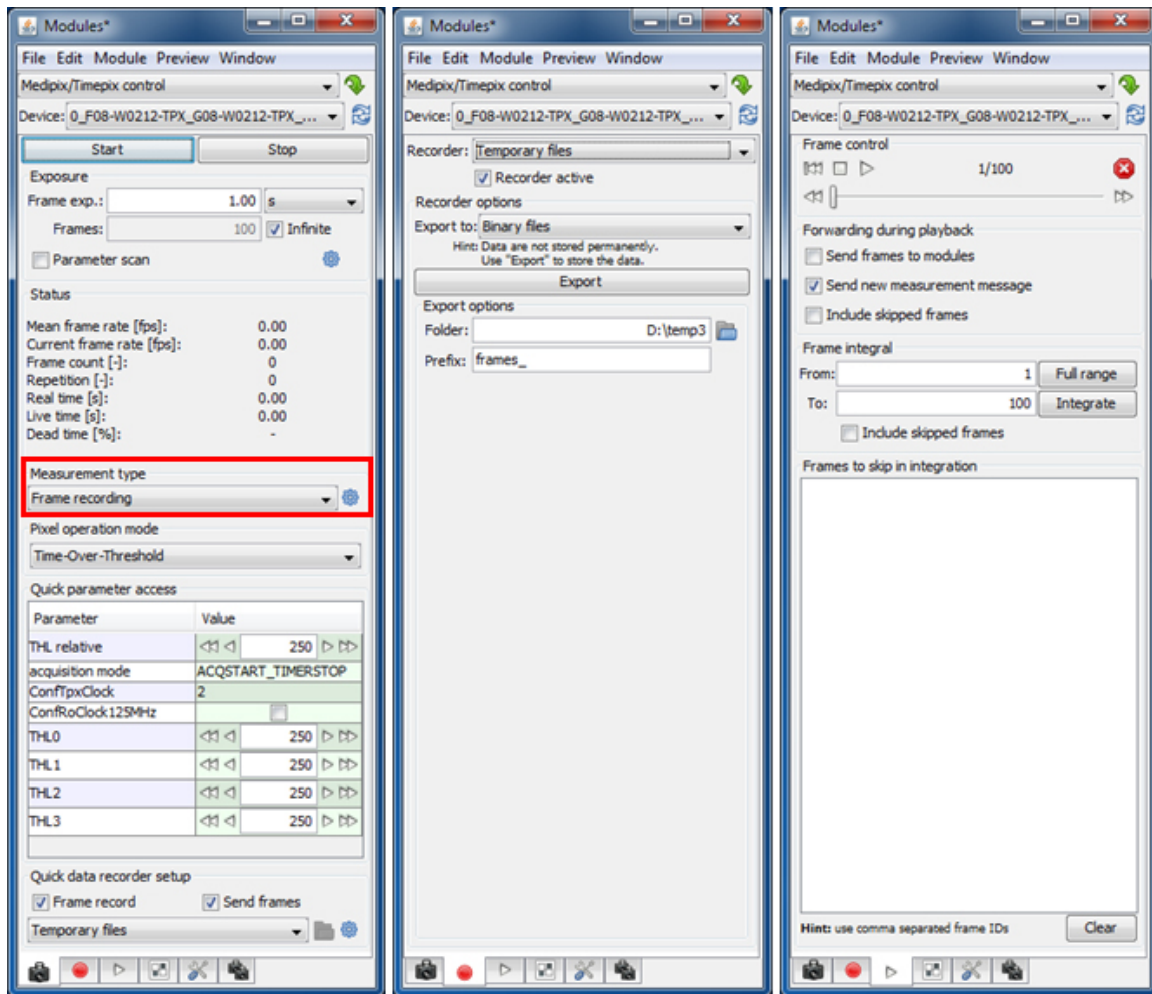 Modules*
File Edit Module Preview Window
Medipix/Timepix control
Device: 0_F08-W0212-TPX_G08-W0212-TPX_...
Start Stop
Exposure
Frame exp.: 1.00 s
Frames: 100 Infinite
Parameter scan
Status
Mean frame rate [fps]: 0.00
Current frame rate [fps]: 0.00
Frame count [-]: 0
Repetition [-]: 0
Real time [s]: 0.00
Live time [s]: 0.00
Dead time [%]: -
Measurement type
Frame recording
Pixel operation mode
Time-Over-Threshold
Quick parameter access
Parameter Value
THL relative 250
acquisition mode ACQSTART_TIMERSTOP
ConfTpxClock 2
ConfRoClock125MHz
THL0 250
THL1 250
THL2 250
THL3 250
Quick data recorder setup
Frame record Send frames
Temporary files
Modules*
File Edit Module Preview Window
Medipix/Timepix control
Device: 0_F08-W0212-TPX_G08-W0212-TPX_...
Recorder: Temporary files
Recorder active
Recorder options
Export to: Binary files
Hint: Data are not stored permanently.
Use "Export" to store the data.
Export
Export options
Folder: D:\temp3
Prefix: frames_
Modules*
File Edit Module Preview Window
Medipix/Timepix control
Device: 0_F08-W0212-TPX_G08-W0212-TPX_...
Frame control
1/100
Forwarding during playback
Send frames to modules
Send new measurement message
Include skipped frames
Frame integral
From: 1 Full range
To: 100 Integrate
Include skipped frames
Frames to skip in integration
Hint: use comma separated frame IDs Clear